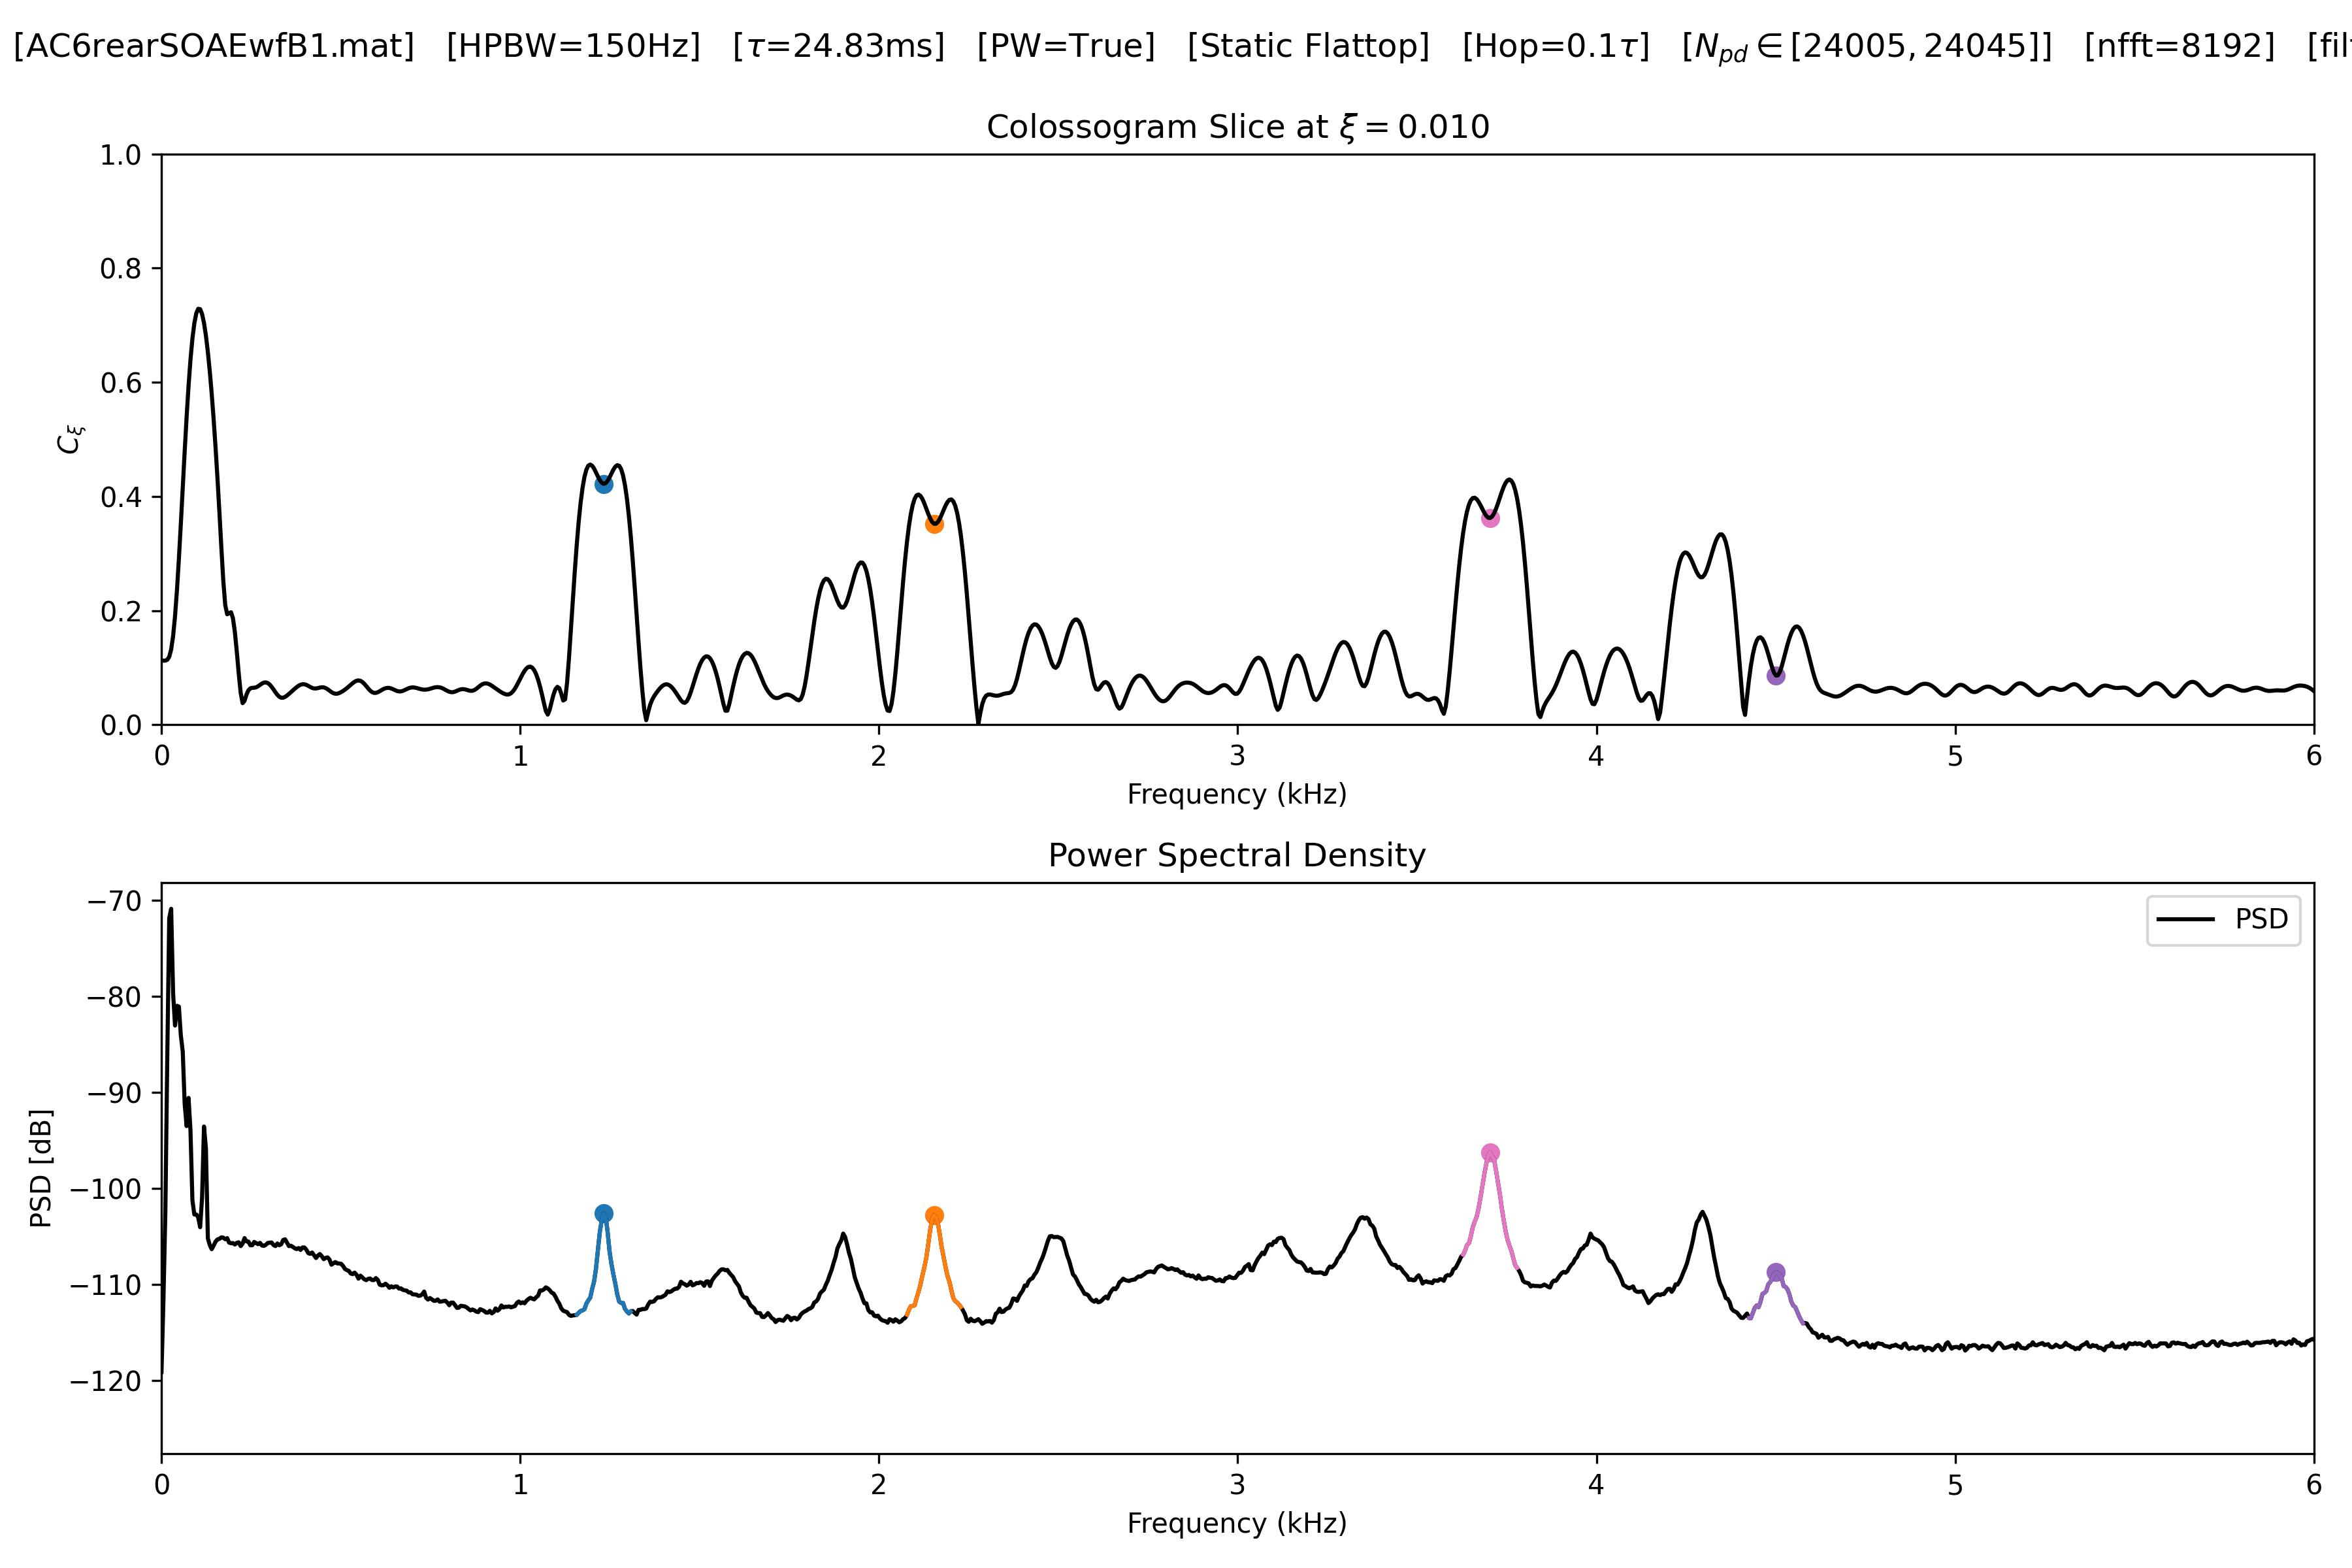 [AC6rearSOAEwfB1.mat] [HPBW=150Hz] [τ=24.83ms] [PW=True] [Static Flattop] [Hop=0.1τ] [N_pd ∈ [24005, 24045]] [nfft=8192] [fil
Colossogram Slice at ξ = 0.010
1.0
0.8
0.6
0.4
0.2
0.0
C_ξ
0 1 2 3 4 5 6
Frequency (kHz)
Power Spectral Density
−70
−80
−90
−100
−110
−120
PSD [dB]
PSD
0 1 2 3 4 5 6
Frequency (kHz)